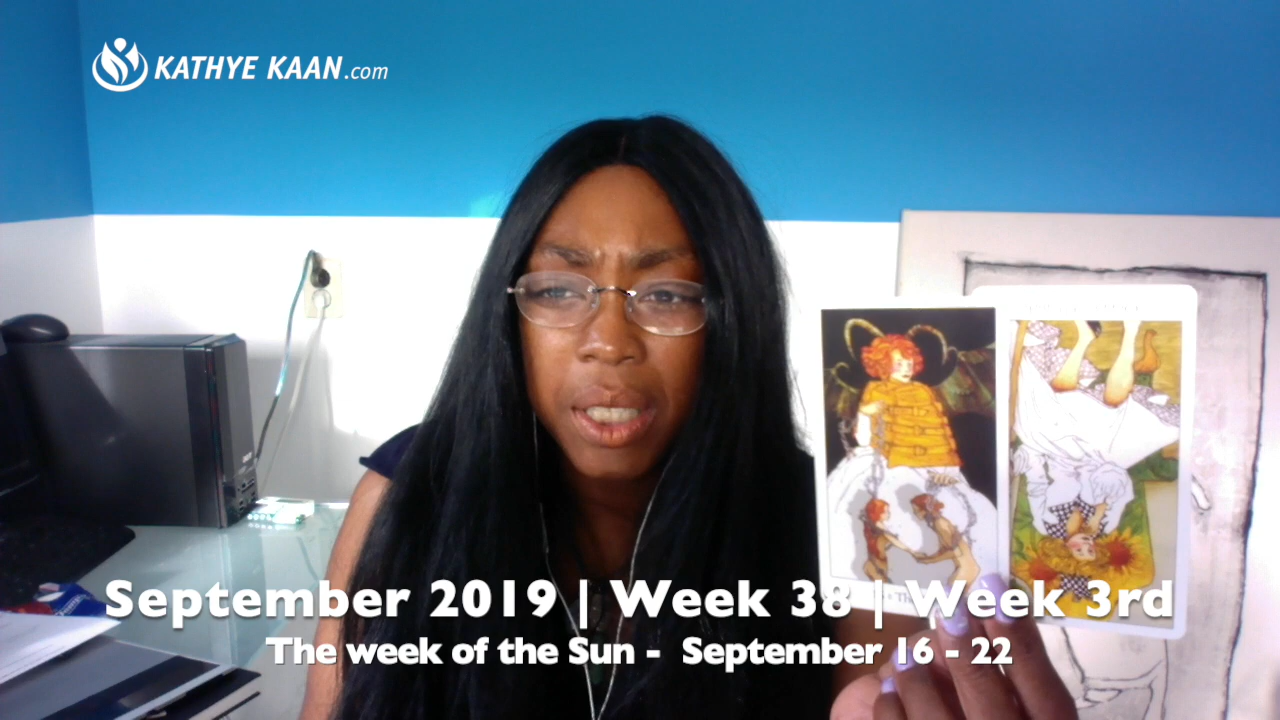 KATHYE KAAN.com
September 2019 | Week 38 | Week 3rd
The week of the Sun - September 16 - 22